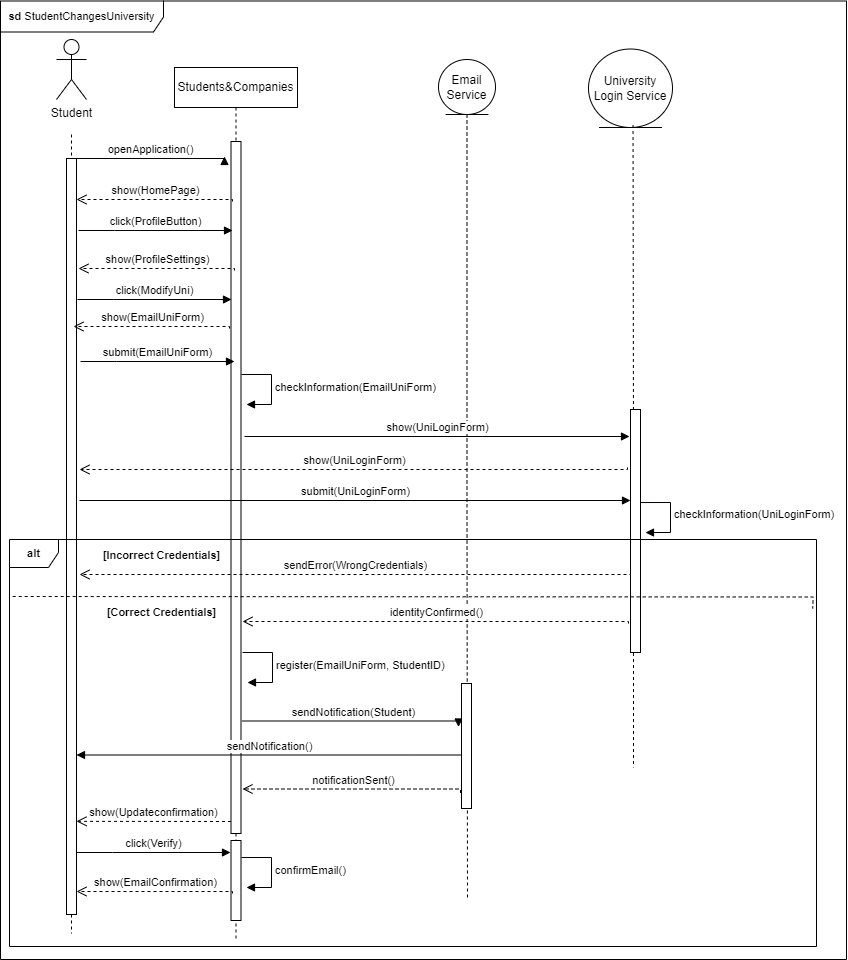 sd StudentChangesUniversity
Student
Students&Companies
Email
Service
University
Login Service
openApplication()
show(HomePage)
click(ProfileButton)
show(ProfileSettings)
click(ModifyUni)
show(EmailUniForm)
submit(EmailUniForm)
checkInformation(EmailUniForm)
show(UniLoginForm)
show(UniLoginForm)
submit(UniLoginForm)
checkInformation(UniLoginForm)
alt
[Incorrect Credentials]
sendError(WrongCredentials)
[Correct Credentials]
identityConfirmed()
register(EmailUniForm, StudentID)
sendNotification(Student)
sendNotification()
notificationSent()
show(Updateconfirmation)
click(Verify)
confirmEmail()
show(EmailConfirmation)